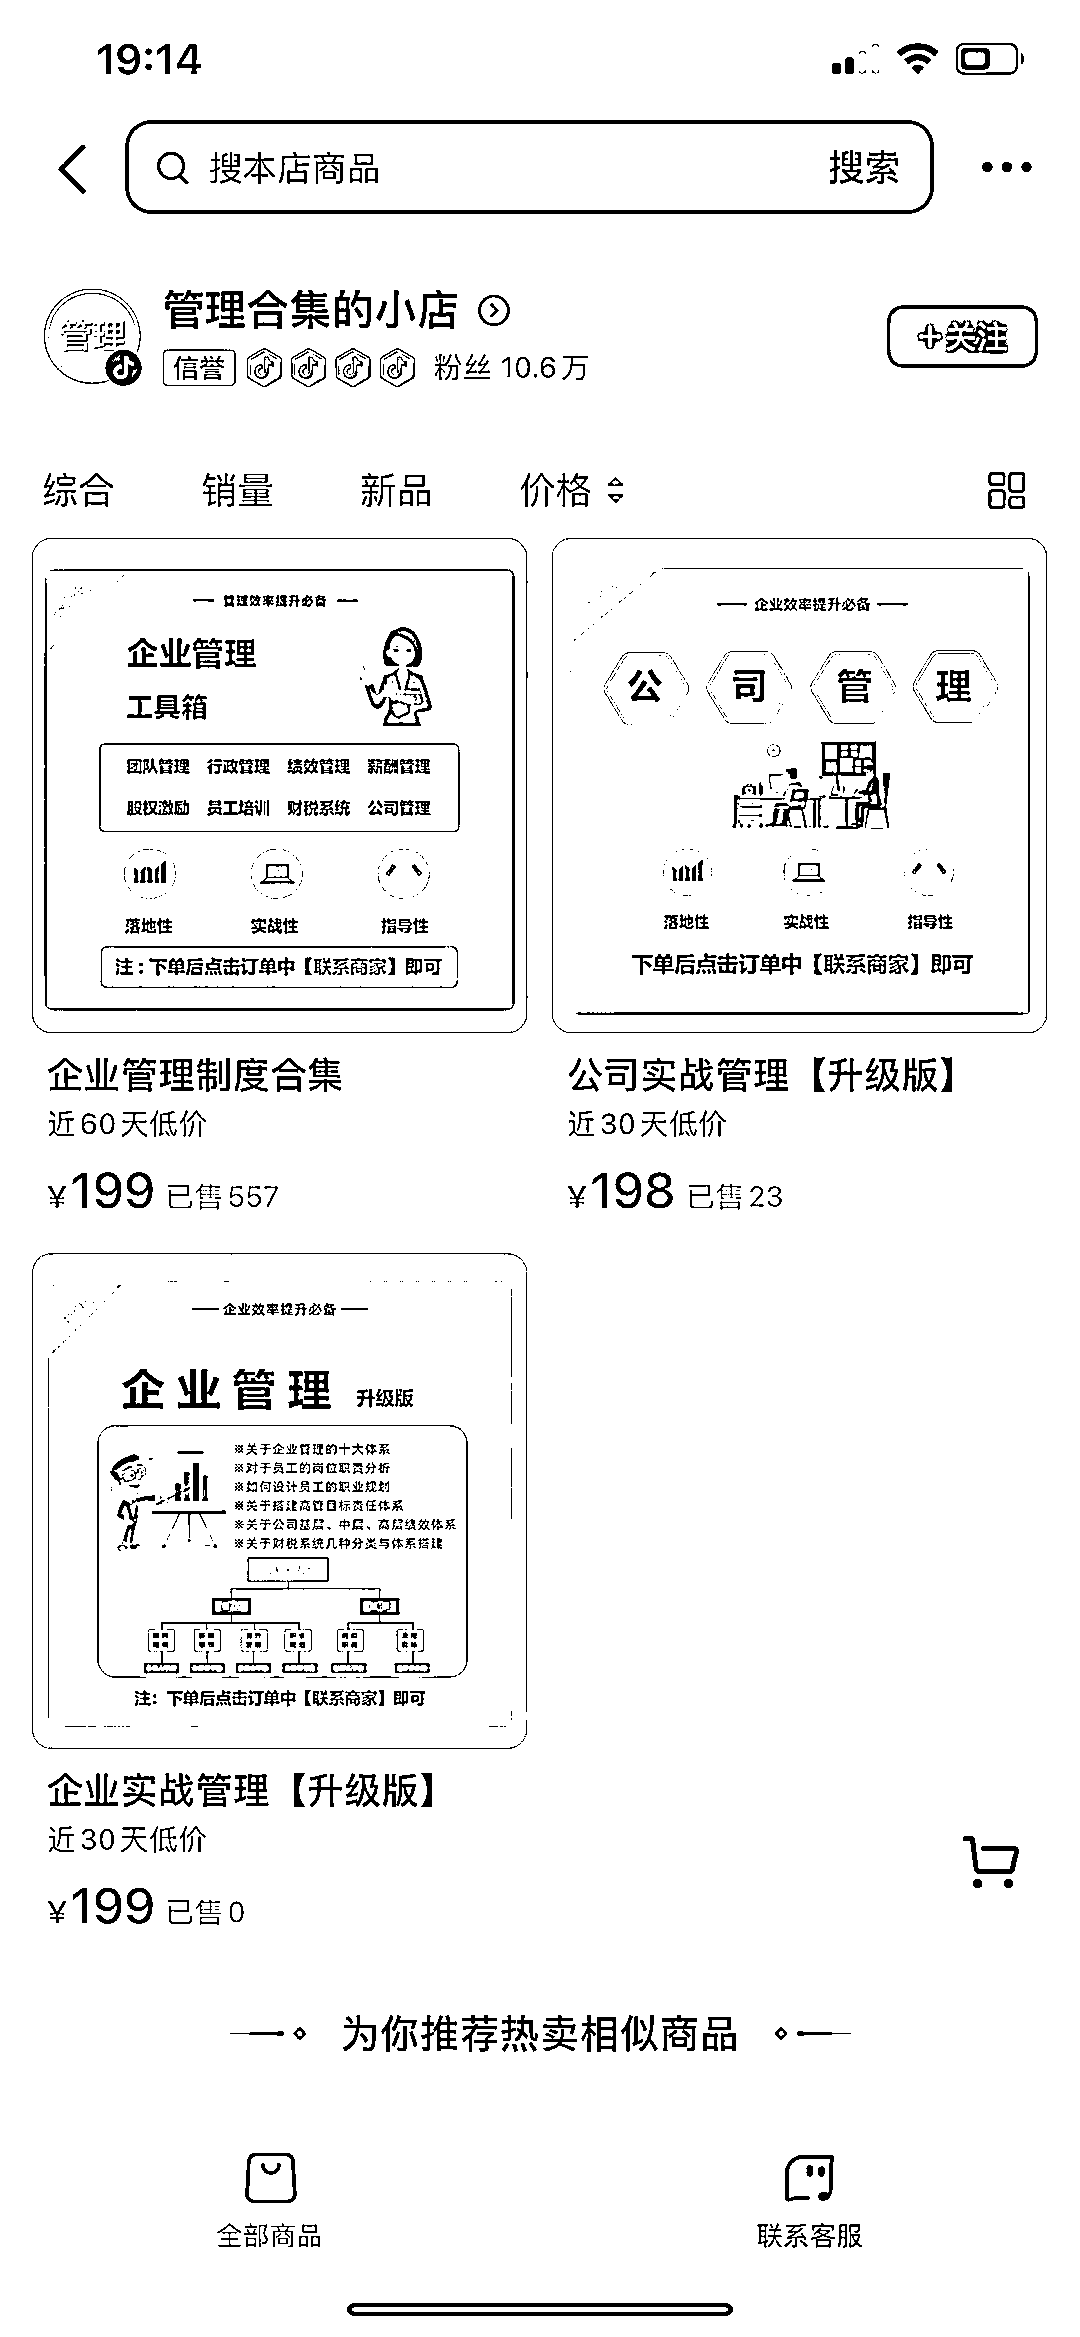 19:14
搜本店商品 搜索
管理
管理合集的小店
+关注
信誉 粉丝 10.6万
综合 销量 新品 价格
管理效率提升必备
企业管理
工具箱
团队管理 行政管理 绩效管理 薪酬管理
股权激励 员工培训 财税系统 公司管理
落地性 实战性 指导性
注：下单后点击订单中【联系商家】即可
企业管理制度合集
近60天低价
¥199 已售557
企业效率提升必备
公司管理
落地性 实战性 指导性
下单后点击订单中【联系商家】即可
公司实战管理【升级版】
近30天低价
¥198 已售23
企业效率提升必备
企业管理 升级版
※关于企业管理的十大体系
※对于员工的岗位职责分析
※如何设计员工的职业规划
※关于搭建高管目标责任体系
※关于公司基层、中层、高层绩效体系
※关于财税系统几种分类与体系搭建
注：下单后点击订单中【联系商家】即可
企业实战管理【升级版】
近30天低价
¥199 已售0
为你推荐热卖相似商品
全部商品 联系客服